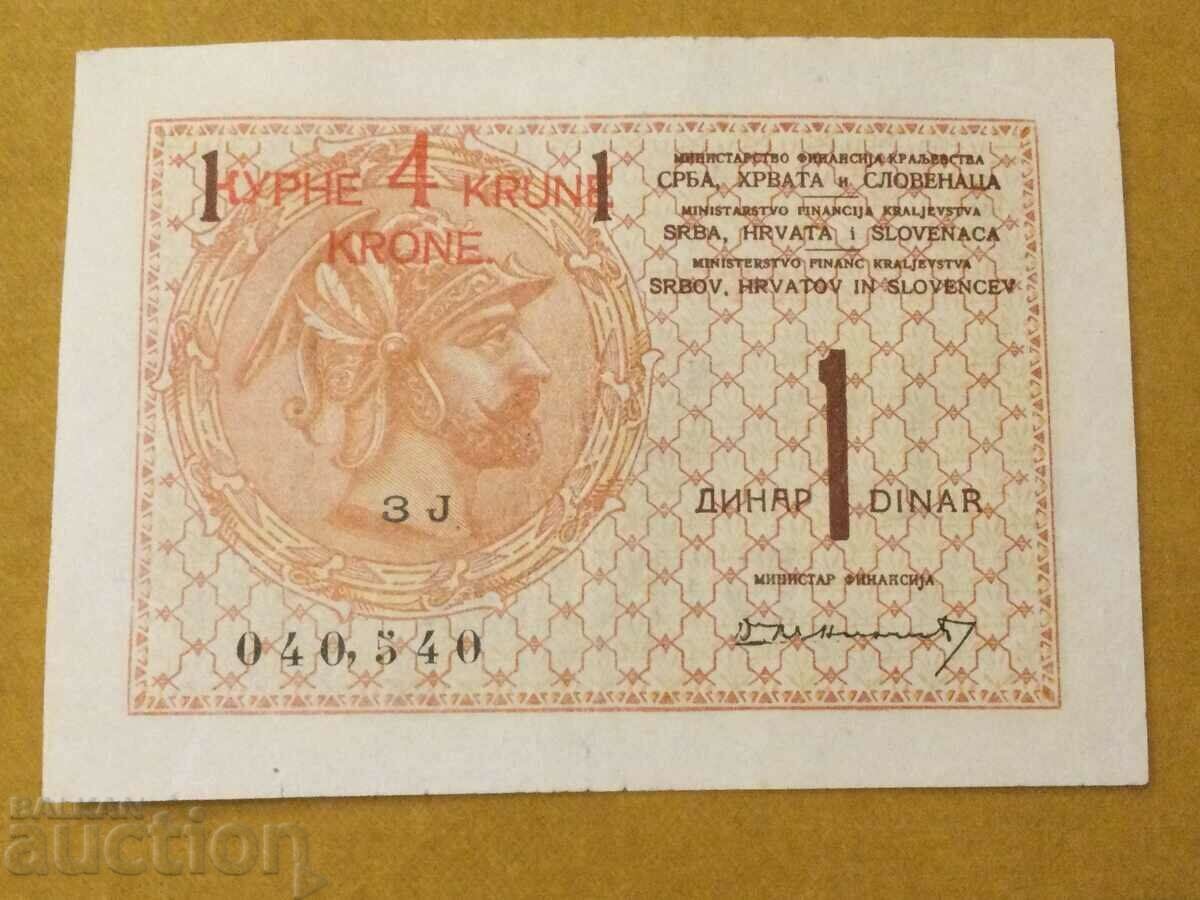 1 КУРНЕ 4 KRUNE 1
KRONE.
МИНИСТАРСТВО ФИНАНСИЈА КРАЉЕВСТВА
СРБА, ХРВАТА и СЛОВЕНАЦА
MINISTARSTVO FINANCIJA KRALJEVSTVA
SRBA, HRVATA i SLOVENACA
MINISTERSTVO FINANC KRALJEVSTVA
SRBOV, HRVATOV IN SLOVENCEV
3 J.
ДИНАР 1 DINAR
МИНИСТАР ФИНАНСИЈА
040,540
BALKAN
auction